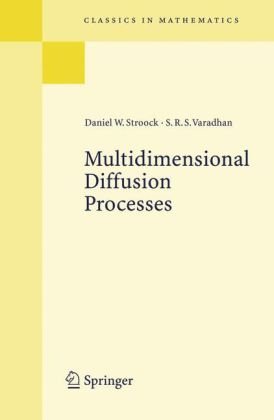 CLASSICS IN MATHEMATICS
Daniel W. Stroock · S. R. S. Varadhan
Multidimensional
Diffusion
Processes
Springer